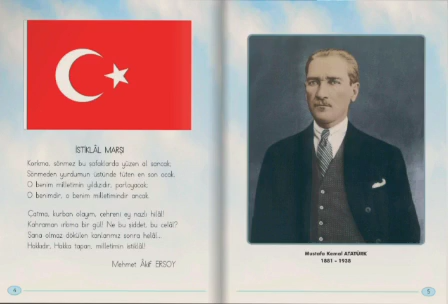 İSTİKLÂL MARŞI
Korkma, sönmez bu şafaklarda yüzen al sancak;
Sönmeden yurdumun üstünde tüten en son ocak.
O benim milletimin yıldızıdır, parlayacak;
O benimdir, o benim milletimindir ancak.
Çatma, kurban olayım, çehreni ey nazlı hilâl!
Kahraman ırkıma bir gül! Ne bu şiddet, bu celâl?
Sana olmaz dökülen kanlarımız sonra helâl...
Hakkıdır, Hakka tapan, milletimin istiklâl!
Mehmet Âkif ERSOY
4
Mustafa Kemal ATATÜRK
1881 - 1938
5